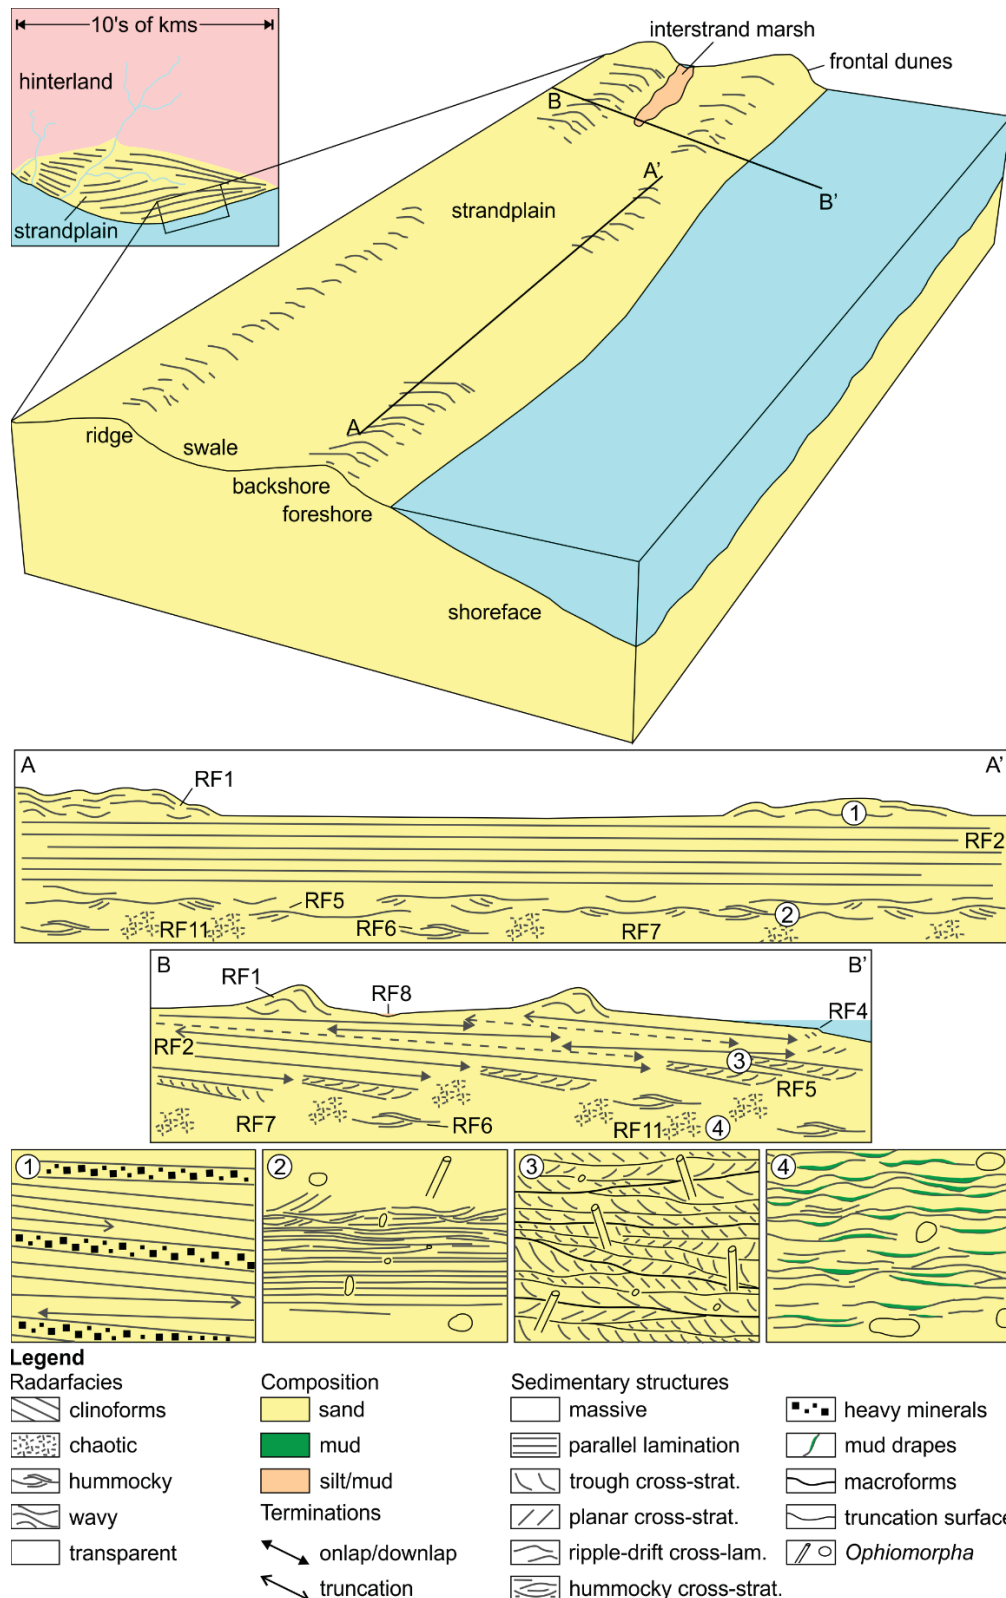 10's of kms
hinterland
strandplain
interstrand marsh
frontal dunes
B
A'
B'
strandplain
A
ridge
swale
backshore
foreshore
shoreface
A
A'
RF1
1
RF2
RF5
2
RF11
RF6
RF7
B
B'
RF1
RF8
RF4
RF2
3
RF5
RF7
RF6
RF11
4
1
2
3
4
Legend
Radarfacies
clinoforms
chaotic
hummocky
wavy
transparent
Composition
sand
mud
silt/mud
Terminations
onlap/downlap
truncation
Sedimentary structures
massive
parallel lamination
trough cross-strat.
planar cross-strat.
ripple-drift cross-lam.
hummocky cross-strat.
heavy minerals
mud drapes
macroforms
truncation surface
Ophiomorpha